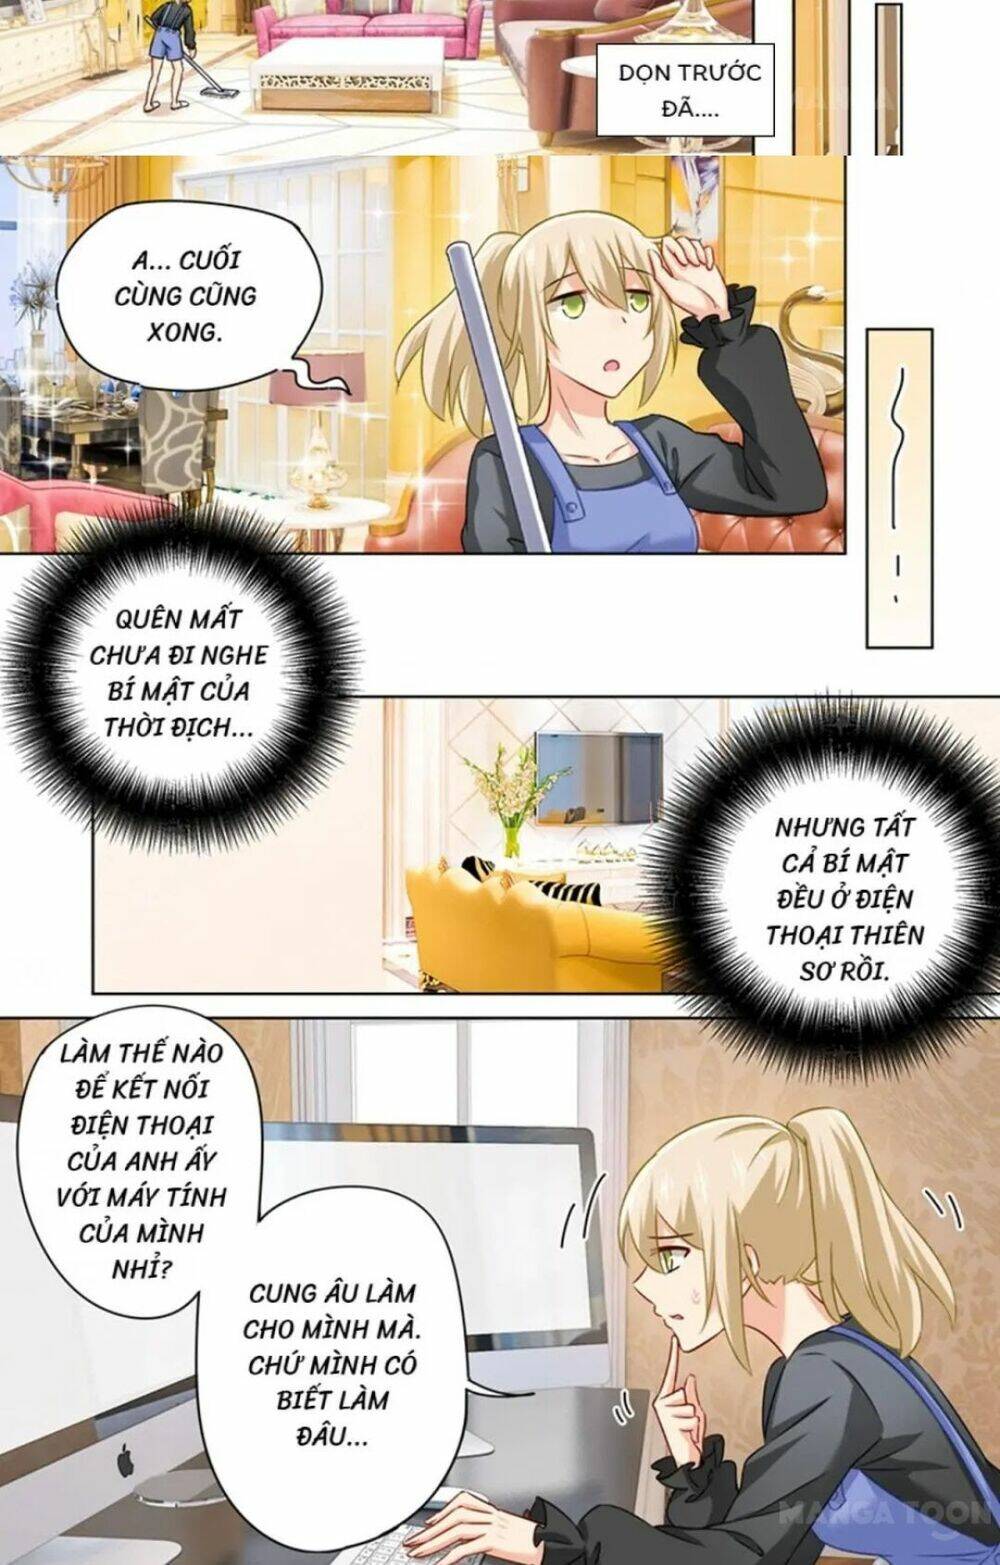 DỌN TRƯỚC
ĐÃ....
A... CUỐI
CÙNG CŨNG
XONG.
QUÊN MẤT
CHƯA ĐI NGHE
BÍ MẬT CỦA
THỜI ĐỊCH...
NHƯNG TẤT
CẢ BÍ MẬT
ĐỀU Ở ĐIỆN
THOẠI THIÊN
SƠ RỒI.
LÀM THẾ NÀO
ĐỂ KẾT NỐI
ĐIỆN THOẠI
CỦA ANH ẤY
VỚI MÁY TÍNH
CỦA MÌNH
NHỈ?
CUNG ÂU LÀM
CHO MÌNH MÀ.
CHỨ MÌNH CÓ
BIẾT LÀM
ĐÂU...
MANGA TOON